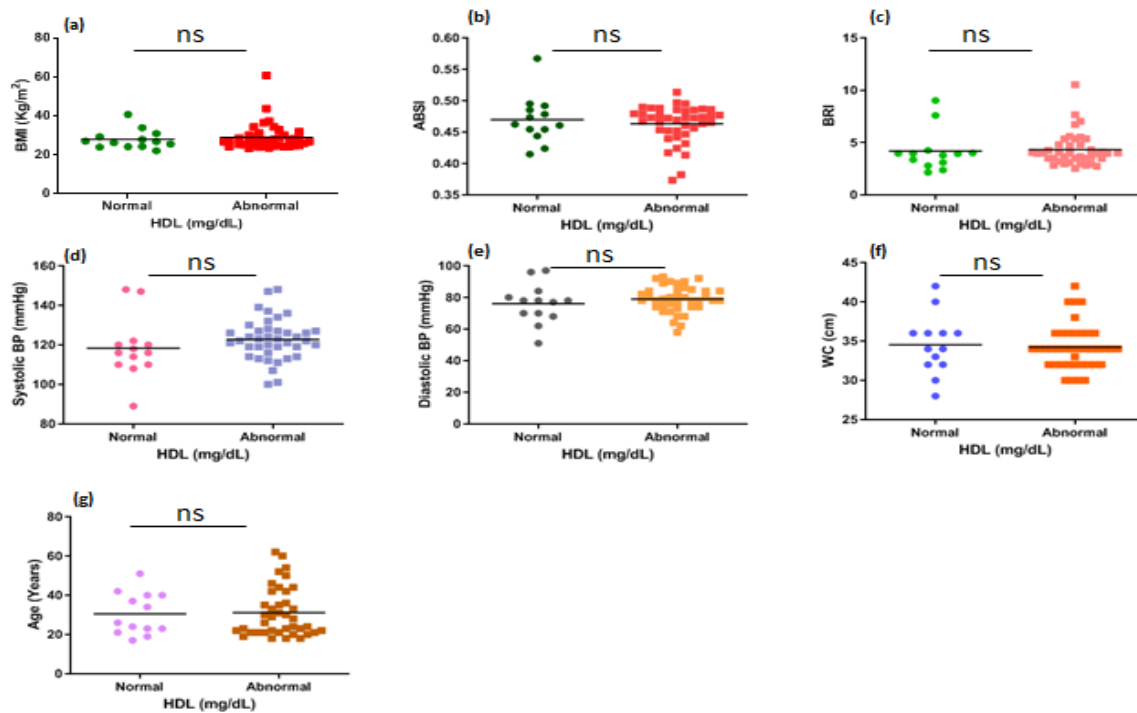 (a)
ns
BMI (Kg/m²)
80
60
40
20
0
Normal
Abnormal
HDL (mg/dL)
(b)
ns
ABSI
0.60
0.55
0.50
0.45
0.40
0.35
Normal
Abnormal
HDL (mg/dL)
(c)
ns
BRI
15
10
5
0
Normal
Abnormal
HDL (mg/dL)
(d)
ns
Systolic BP (mmHg)
160
140
120
100
80
Normal
Abnormal
HDL (mg/dL)
(e)
ns
Diastolic BP (mmHg)
100
80
60
40
20
0
Normal
Abnormal
HDL (mg/dL)
(f)
ns
WC (cm)
45
40
35
30
25
Normal
Abnormal
HDL (mg/dL)
(g)
ns
Age (Years)
80
60
40
20
0
Normal
Abnormal
HDL (mg/dL)